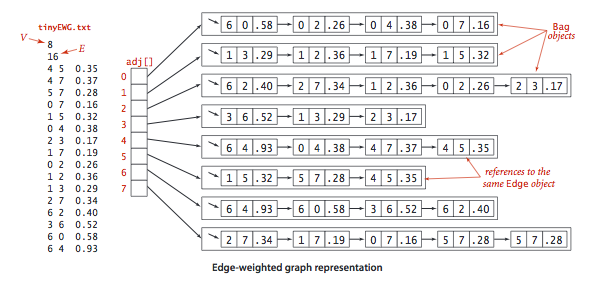 tinyEWG.txt
V
8
16
E
4 5 0.35
4 7 0.37
5 7 0.28
0 7 0.16
1 5 0.32
0 4 0.38
2 3 0.17
1 7 0.19
0 2 0.26
1 2 0.36
1 3 0.29
2 7 0.34
6 2 0.40
3 6 0.52
6 0 0.58
6 4 0.93
adj[]
0
1
2
3
4
5
6
7
6 0 .58 0 2 .26 0 4 .38 0 7 .16
1 3 .29 1 2 .36 1 7 .19 1 5 .32
6 2 .40 2 7 .34 1 2 .36 0 2 .26 2 3 .17
3 6 .52 1 3 .29 2 3 .17
6 4 .93 0 4 .38 4 7 .37 4 5 .35
1 5 .32 5 7 .28 4 5 .35
6 4 .93 6 0 .58 3 6 .52 6 2 .40
2 7 .34 1 7 .19 0 7 .16 5 7 .28 5 7 .28
Bag
objects
references to the
same Edge object
Edge-weighted graph representation